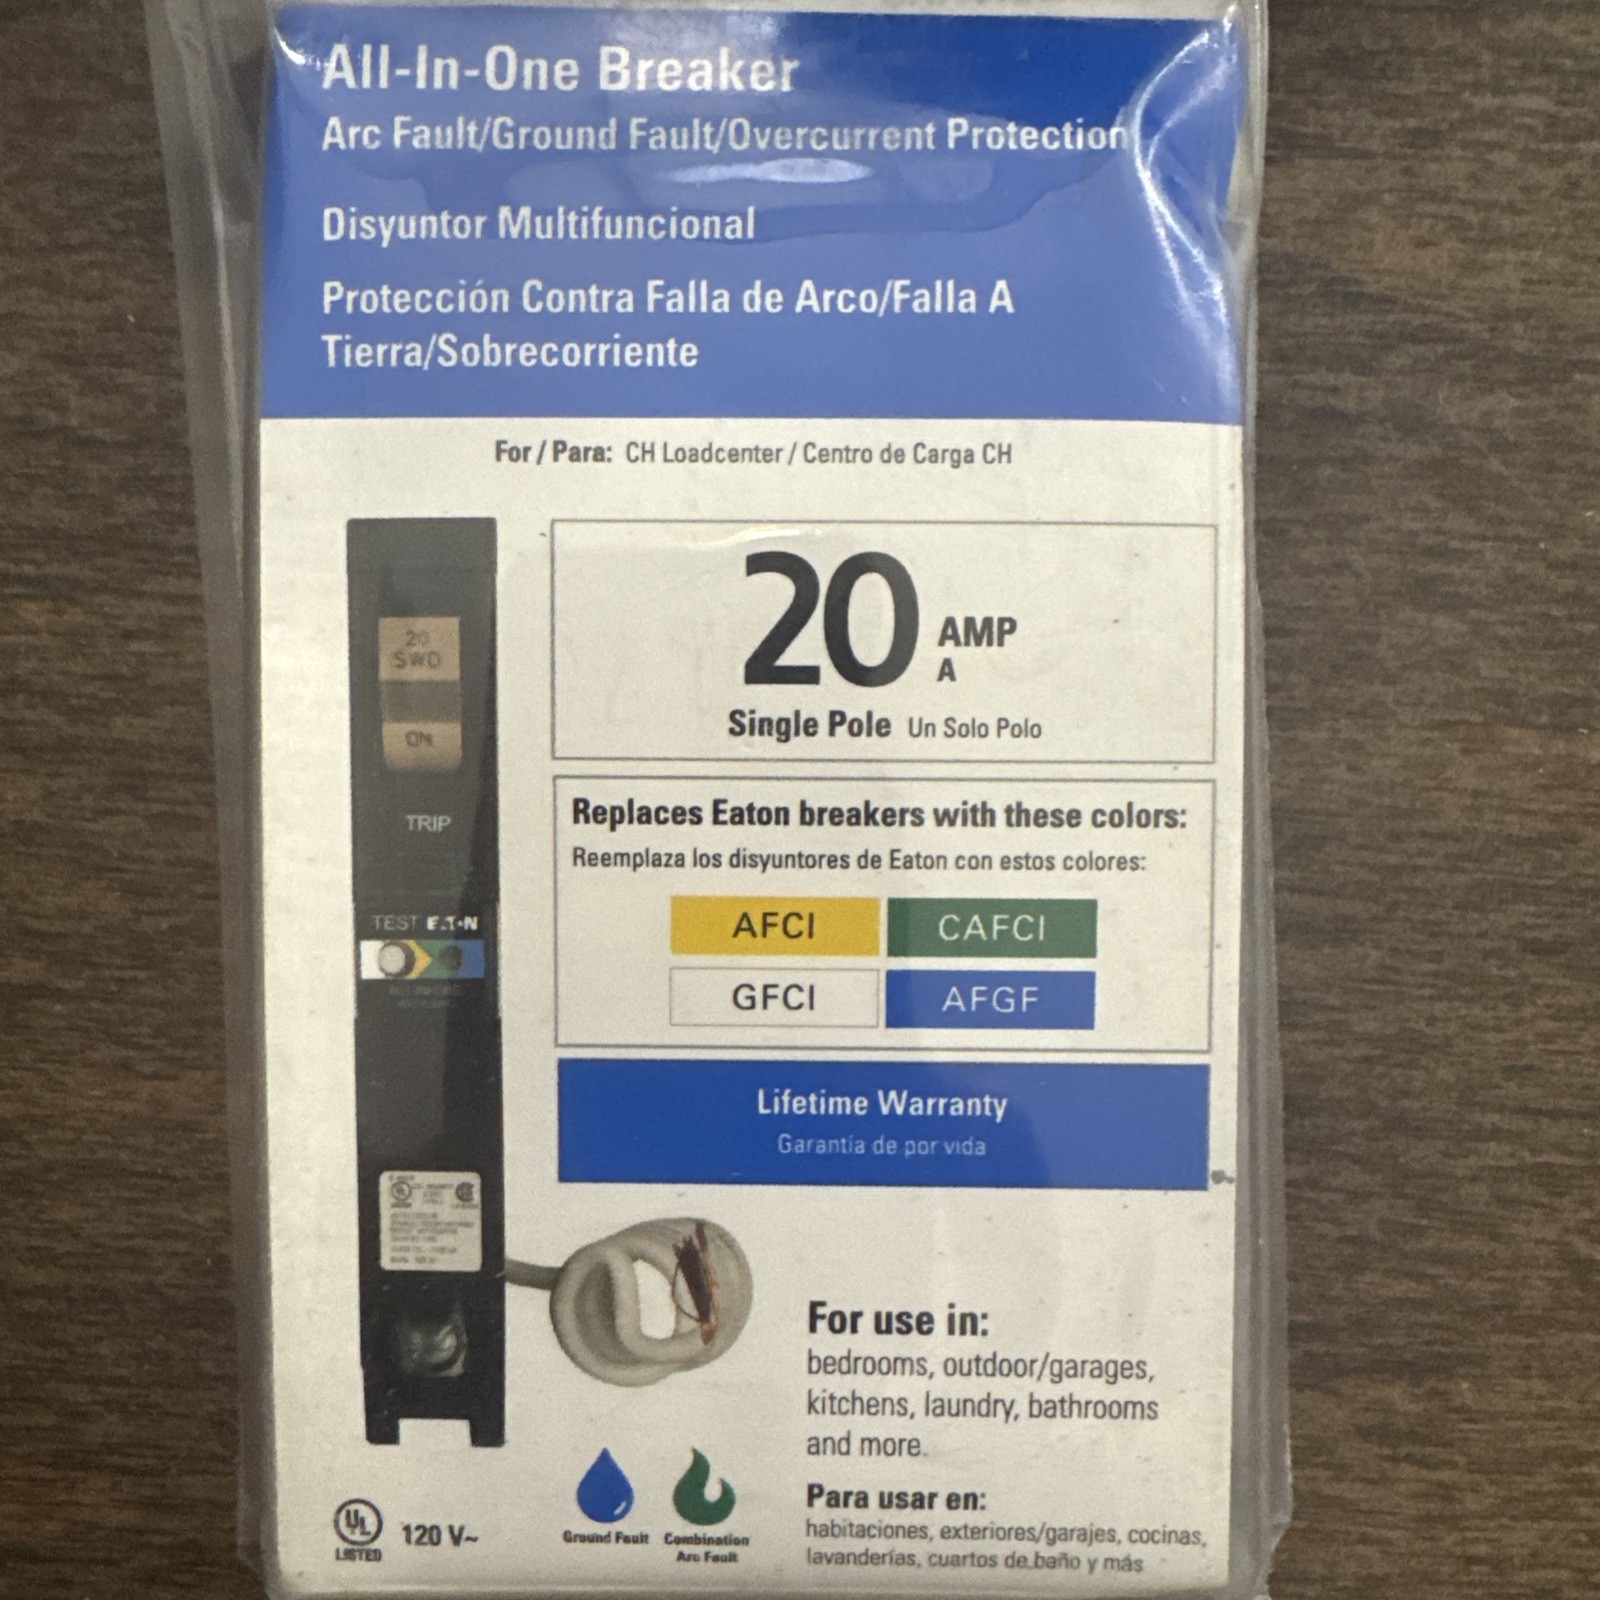 All-In-One Breaker
Arc Fault/Ground Fault/Overcurrent Protection
Disyuntor Multifuncional
Protección Contra Falla de Arco/Falla A
Tierra/Sobrecorriente
For / Para: CH Loadcenter / Centro de Carga CH
20
SWD
ON
TRIP
TEST E.T•N
20 AMP
A
Single Pole Un Solo Polo
Replaces Eaton breakers with these colors:
Reemplaza los disyuntores de Eaton con estos colores:
AFCI CAFCI
GFCI AFGF
Lifetime Warranty
Garantía de por vida
For use in:
bedrooms, outdoor/garages,
kitchens, laundry, bathrooms
and more.
Para usar en:
habitaciones, exteriores/garajes, cocinas,
lavanderías, cuartos de baño y más
Ground Fault
Combination
Arc Fault
UL
LISTED
120 V~